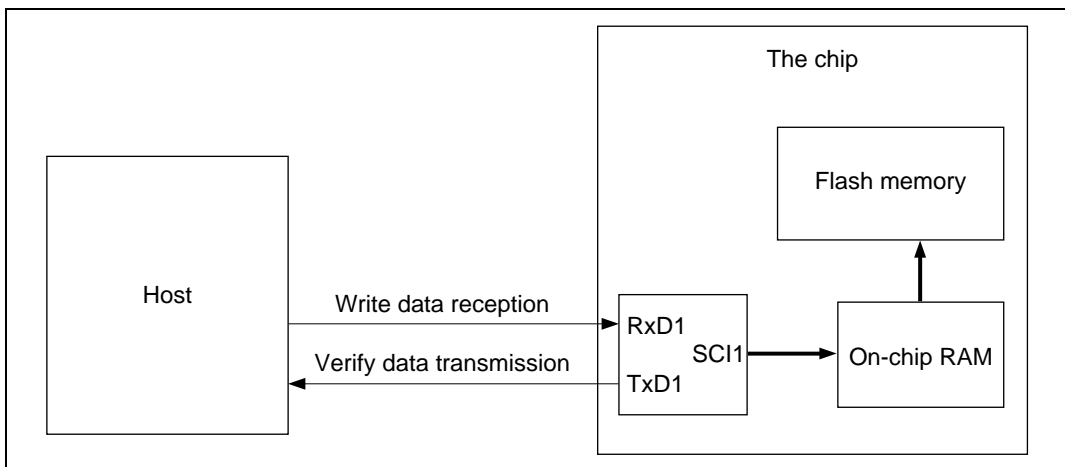 The chip
Flash memory
Host
Write data reception
RxD1
SCI1
On-chip RAM
Verify data transmission
TxD1